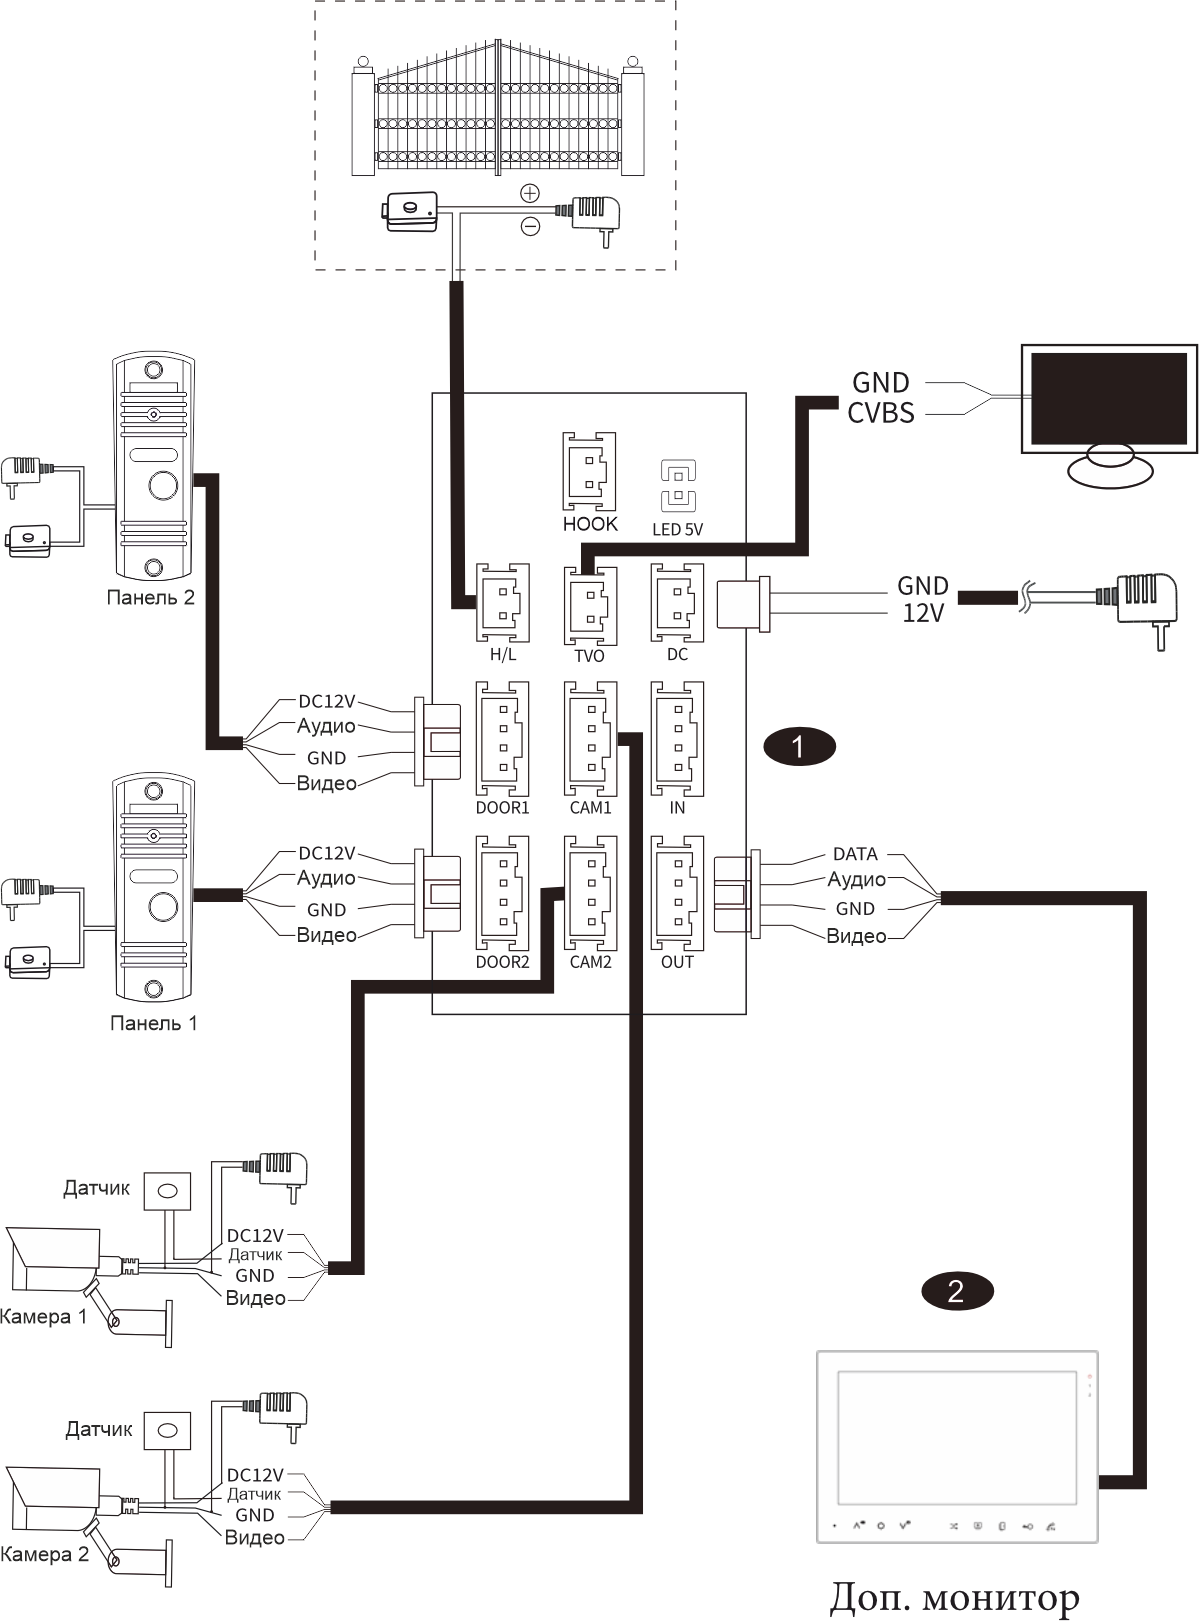 GND
CVBS
HOOK
LED 5V
GND
12V
Панель 2
H/L
TVO
DC
DC12V
Аудио
GND
Видео
1
DOOR1
CAM1
IN
DC12V
Аудио
GND
Видео
DATA
Аудио
GND
Видео
DOOR2
CAM2
OUT
Панель 1
Датчик
DC12V
Датчик
GND
Видео
Камера 1
2
Датчик
DC12V
Датчик
GND
Видео
Камера 2
Доп. монитор